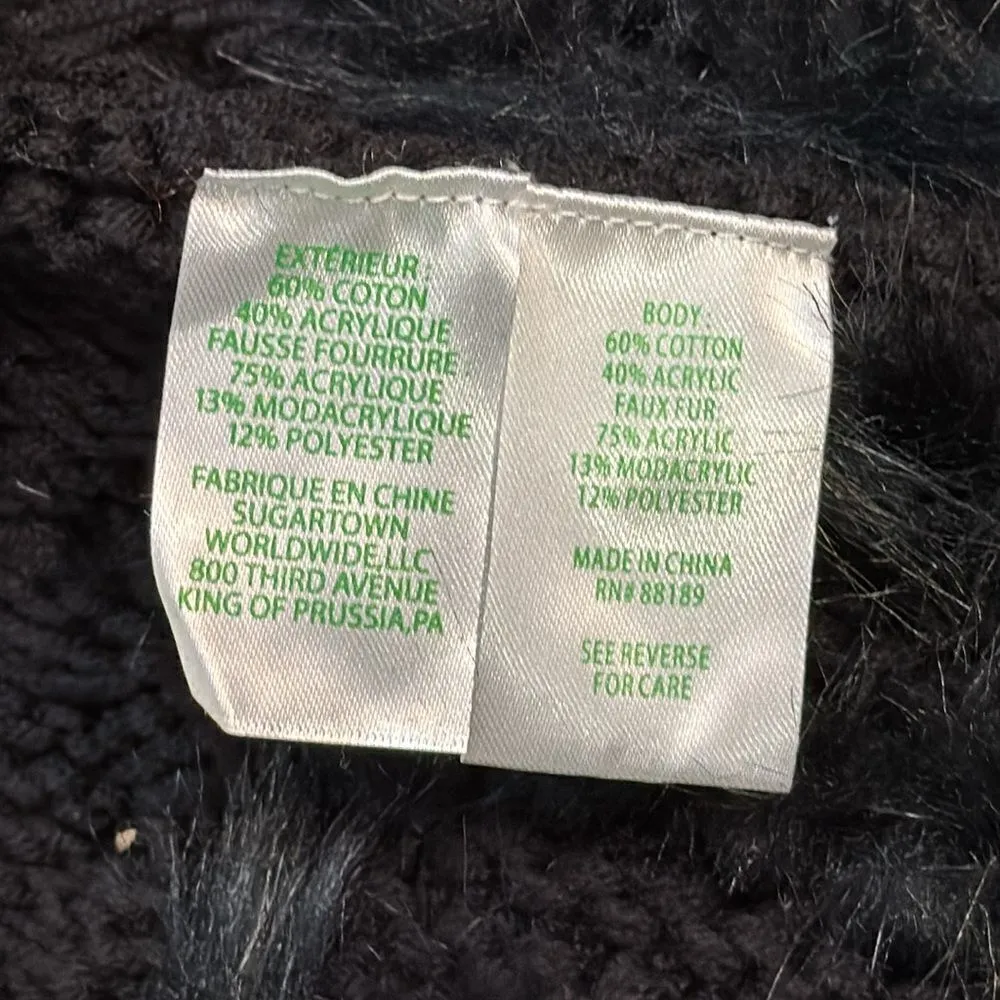 EXTÉRIEUR
60% COTON
40% ACRYLIQUE
FAUSSE FOURRURE
75% ACRYLIQUE
13% MODACRYLIQUE
12% POLYESTER
FABRIQUE EN CHINE
SUGARTOWN
WORLDWIDE,LLC
800 THIRD AVENUE
KING OF PRUSSIA,PA
BODY:
60% COTTON
40% ACRYLIC
FAUX FUR:
75% ACRYLIC
13% MODACRYLIC
12% POLYESTER
MADE IN CHINA
RN# 88189
SEE REVERSE
FOR CARE